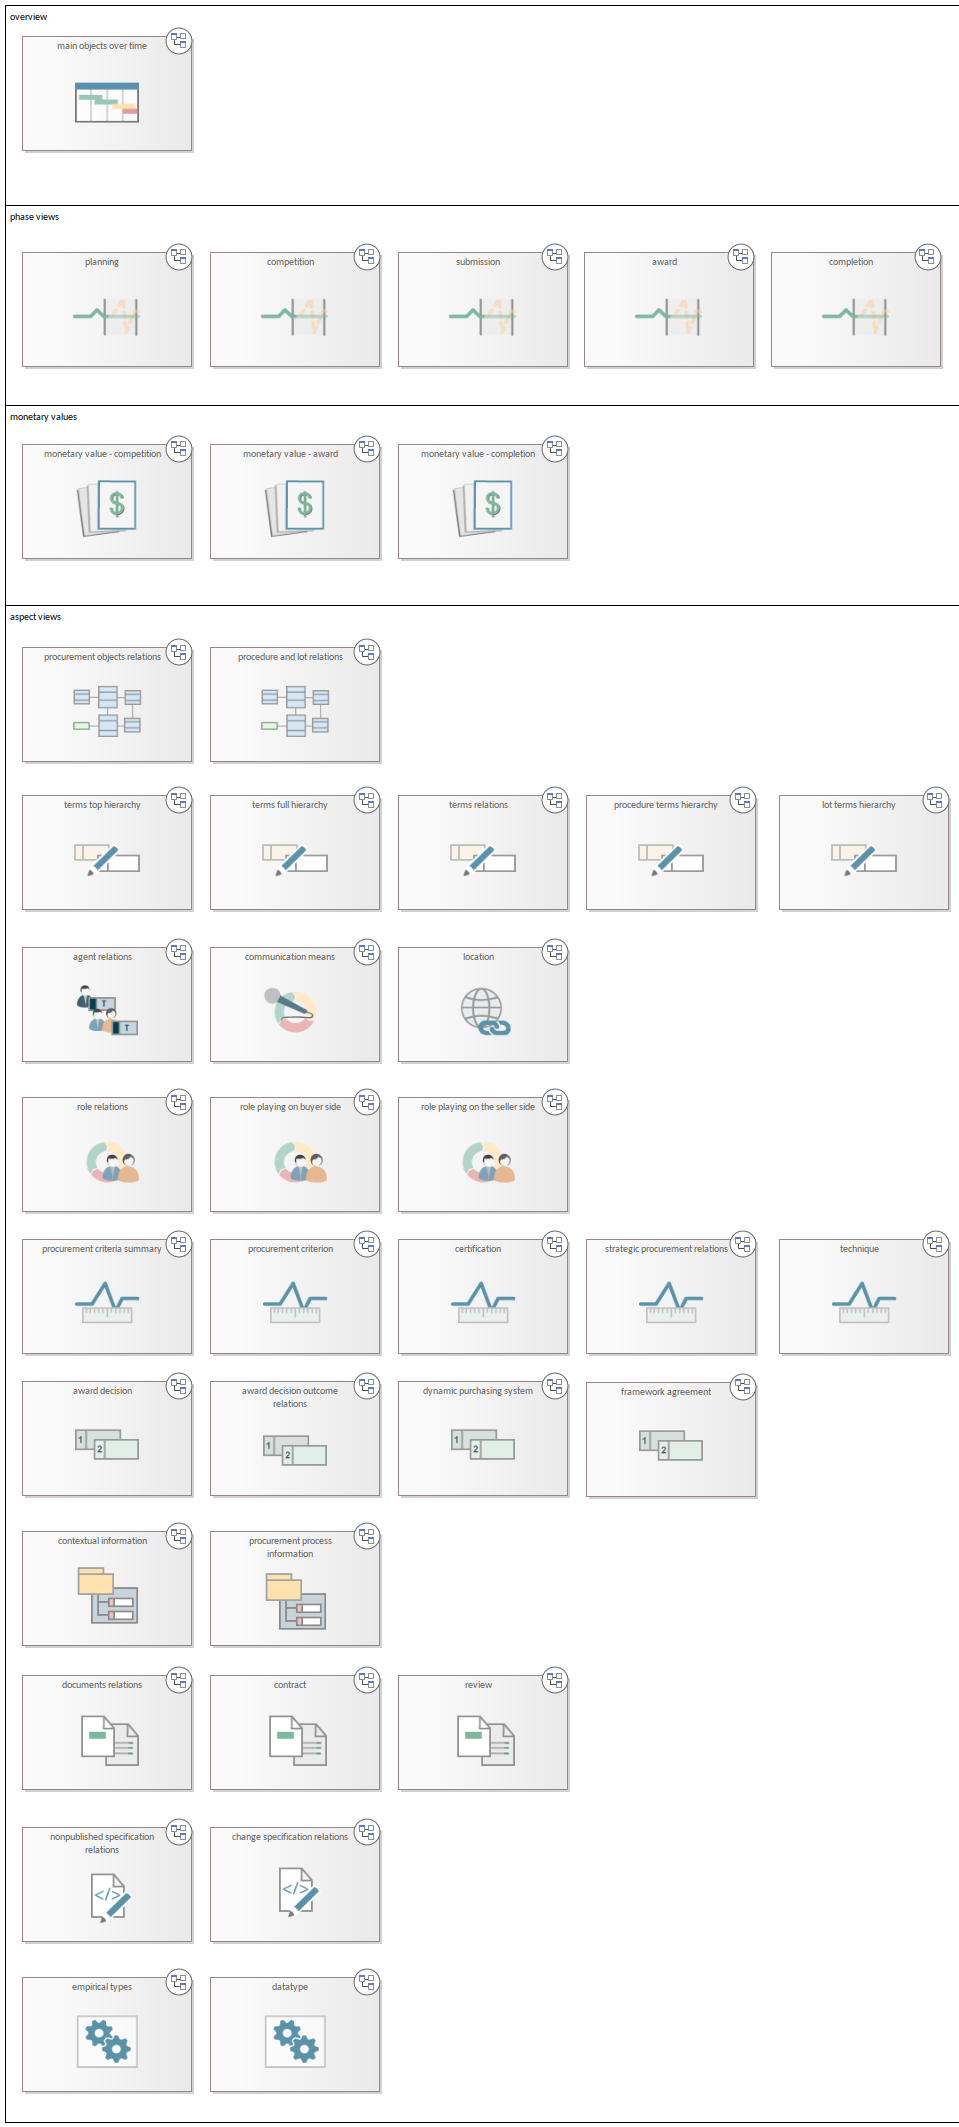 overview
main objects over time
phase views
planning
competition
submission
award
completion
monetary values
monetary value - competition
monetary value - award
monetary value - completion
$
$
$
aspect views
procurement objects relations
procedure and lot relations
terms top hierarchy
terms full hierarchy
terms relations
procedure terms hierarchy
lot terms hierarchy
agent relations
communication means
location
T
T
role relations
role playing on buyer side
role playing on the seller side
procurement criteria summary
procurement criterion
certification
strategic procurement relations
technique
award decision
award decision outcome
relations
dynamic purchasing system
framework agreement
1
2
1
2
1
2
1
2
contextual information
procurement process
information
documents relations
contract
review
nonpublished specification
relations
change specification relations
</>
</>
empirical types
datatype